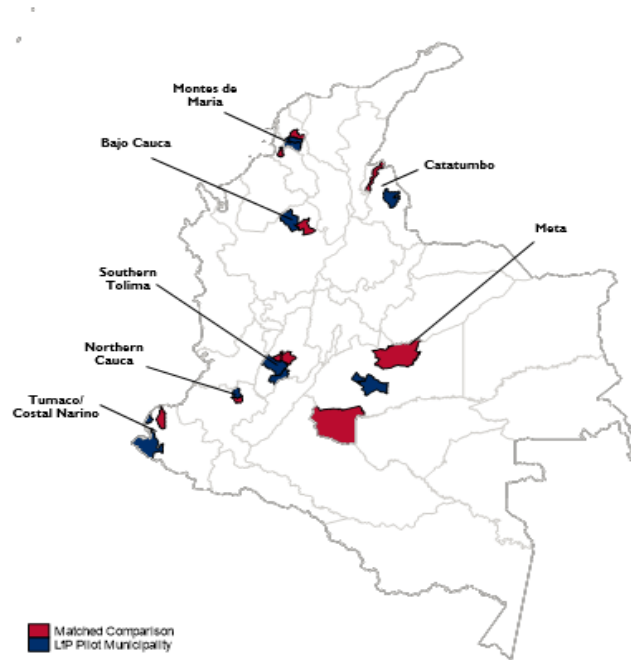 Montes de
Maria
Bajo Cauca
Catatumbo
Meta
Southern
Tolima
Northern
Cauca
Tumaco/
Costal Narino
Matched Comparison
LfP Pilot Municipality